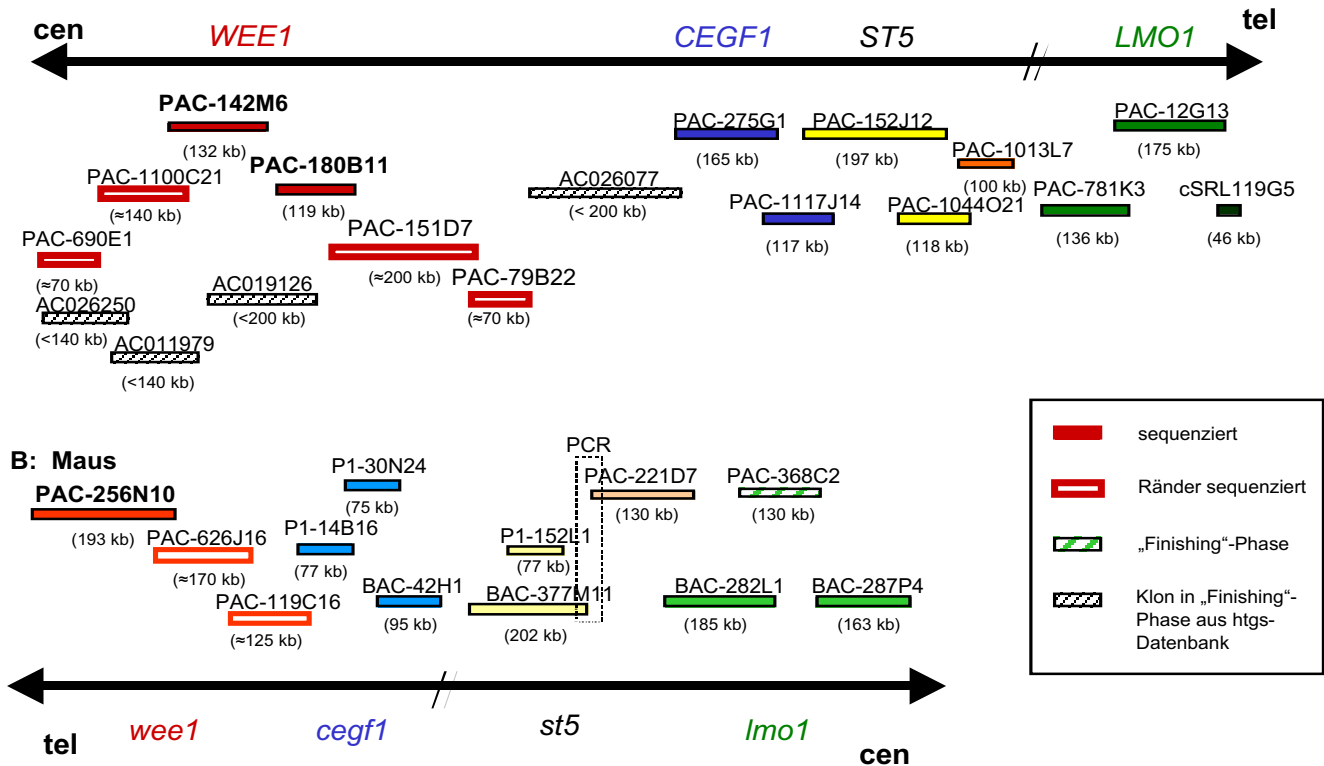 cen WEE1 CEGF1 ST5 LMO1 tel
PAC-142M6
(132 kb)
PAC-275G1
(165 kb)
PAC-152J12
(197 kb)
PAC-12G13
(175 kb)
PAC-1100C21
(≈140 kb)
PAC-180B11
(119 kb)
AC026077
(< 200 kb)
PAC-1013L7
(100 kb)
PAC-1117J14
(117 kb)
PAC-1044O21
(118 kb)
PAC-781K3
(136 kb)
cSRL119G5
(46 kb)
PAC-690E1
(≈70 kb)
PAC-151D7
(≈200 kb)
AC026250
(<140 kb)
AC019126
(<200 kb)
PAC-79B22
(≈70 kb)
AC011979
(<140 kb)
sequenziert
Ränder sequenziert
„Finishing“-Phase
Klon in „Finishing“-
Phase aus htgs-
Datenbank
B: Maus
PCR
PAC-256N10
(193 kb)
P1-30N24
(75 kb)
PAC-221D7
(130 kb)
PAC-368C2
(130 kb)
PAC-626J16
(≈170 kb)
P1-14B16
(77 kb)
P1-152L1
(77 kb)
PAC-119C16
(≈125 kb)
BAC-42H1
(95 kb)
BAC-377M11
(202 kb)
BAC-282L1
(185 kb)
BAC-287P4
(163 kb)
tel wee1 cegf1 st5 lmo1 cen